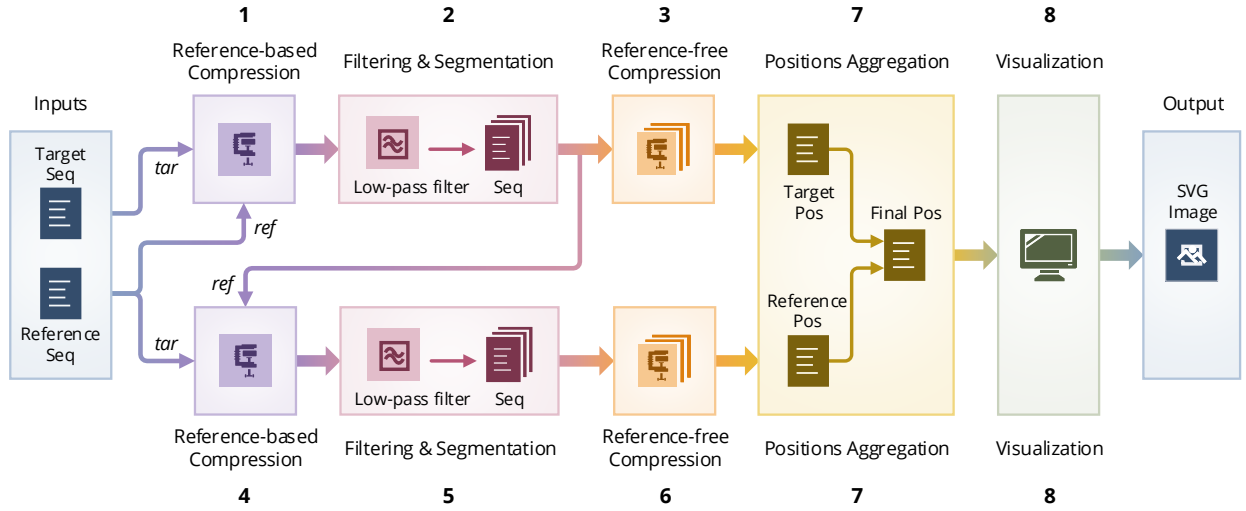 1 2 3 7 8
Reference-based
Compression
Filtering & Segmentation
Reference-free
Compression
Positions Aggregation
Visualization
Inputs
Output
Target
Seq
Reference
Seq
tar
ref
Low-pass filter
Seq
Target
Pos
Final Pos
Reference
Pos
SVG
Image
ref
tar
Low-pass filter
Seq
Reference-based
Compression
Filtering & Segmentation
Reference-free
Compression
Positions Aggregation
Visualization
4 5 6 7 8